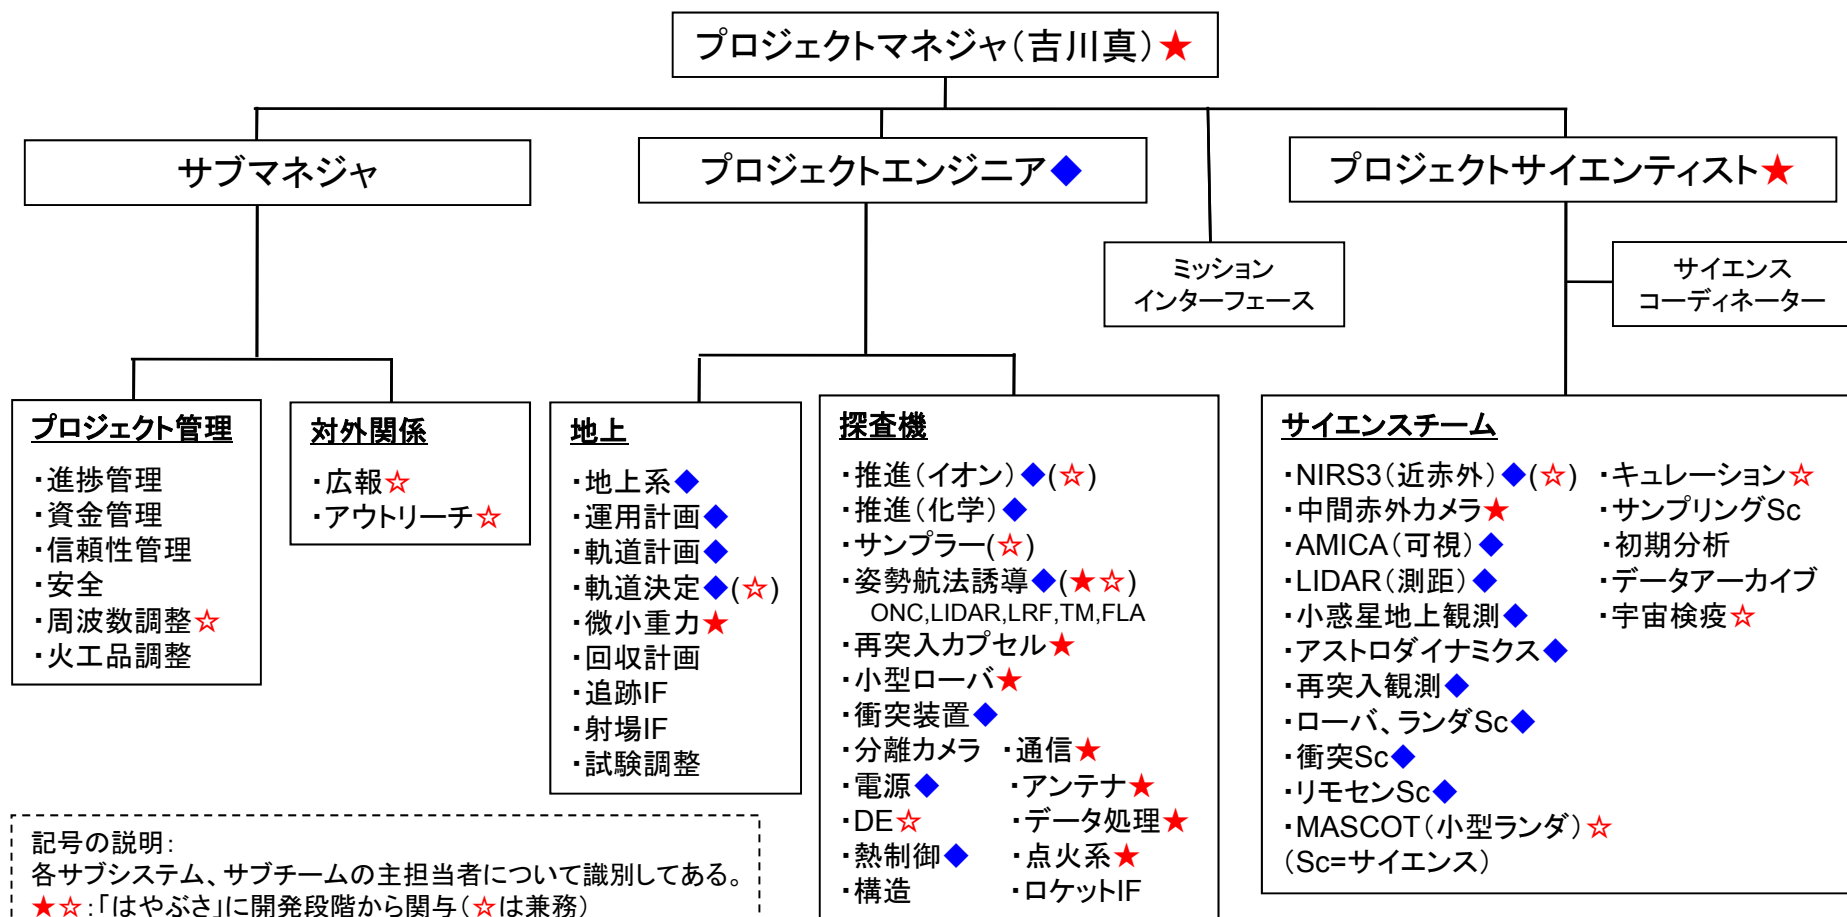 プロジェクトマネジャ(吉川真)★
サブマネジャ
プロジェクトエンジニア◆
プロジェクトサイエンティスト★
ミッション
インターフェース
サイエンス
コーディネーター
プロジェクト管理
・進捗管理
・資金管理
・信頼性管理
・安全
・周波数調整☆
・火工品調整
対外関係
・広報☆
・アウトリーチ☆
地上
・地上系◆
・運用計画◆
・軌道計画◆
・軌道決定◆(☆)
・微小重力★
・回収計画
・追跡IF
・射場IF
・試験調整
探査機
・推進(イオン)◆(☆)
・推進(化学)◆
・サンプラー(☆)
・姿勢航法誘導◆(★☆)
ONC,LIDAR,LRF,TM,FLA
・再突入カプセル★
・小型ローバ★
・衝突装置◆
・分離カメラ ・通信★
・電源◆ ・アンテナ★
・DE☆ ・データ処理★
・熱制御◆ ・点火系★
・構造 ・ロケットIF
サイエンスチーム
・NIRS3(近赤外)◆(☆) ・キュレーション☆
・中間赤外カメラ★ ・サンプリングSc
・AMICA(可視)◆ ・初期分析
・LIDAR(測距)◆ ・データアーカイブ
・小惑星地上観測◆ ・宇宙検疫☆
・アストロダイナミクス◆
・再突入観測◆
・ローバ、ランダSc◆
・衝突Sc◆
・リモセンSc◆
・MASCOT(小型ランダ)☆
(Sc=サイエンス)
記号の説明:
各サブシステム、サブチームの主担当者について識別してある。
★☆:「はやぶさ」に開発段階から関与(☆は兼務)